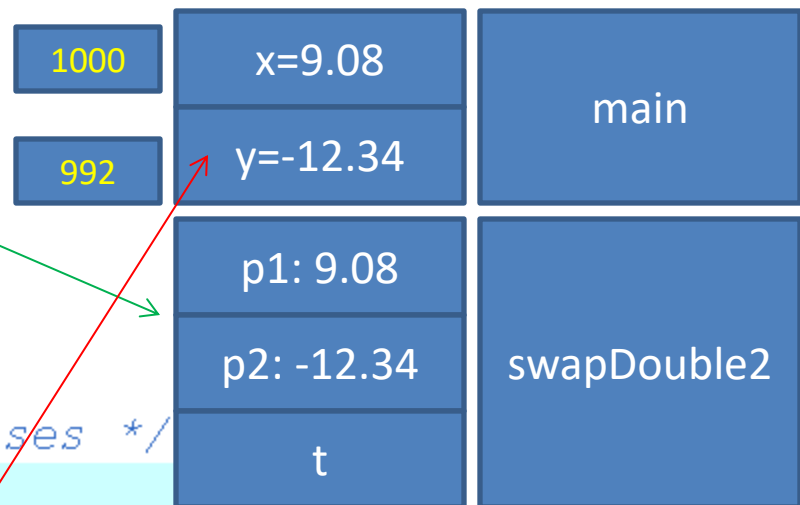 1000
x=9.08
main
992
y=-12.34
p1: 9.08
p2: -12.34
swapDouble2
ses */
t